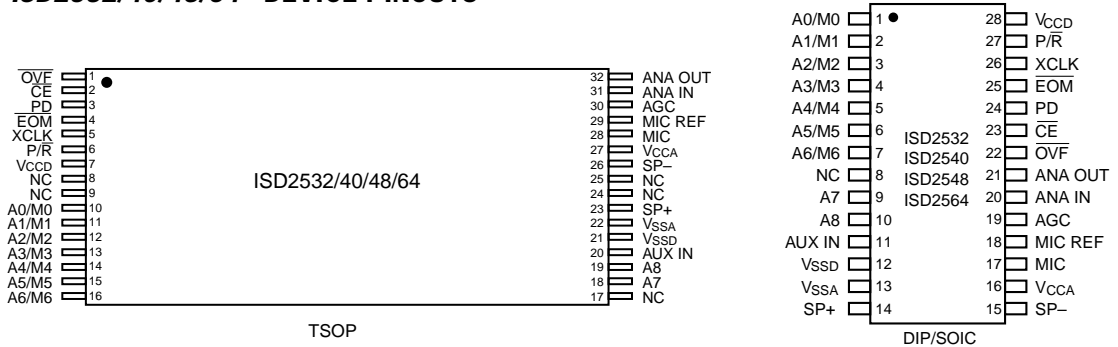 ISD2532/40/48/64 DEVICE PINOUTS
OVF 1
CE 2
PD 3
EOM 4
XCLK 5
P/R 6
VCCD 7
NC 8
NC 9
A0/M0 10
A1/M1 11
A2/M2 12
A3/M3 13
A4/M4 14
A5/M5 15
A6/M6 16
ISD2532/40/48/64
32 ANA OUT
31 ANA IN
30 AGC
29 MIC REF
28 MIC
27 VCCA
26 SP–
25 NC
24 NC
23 SP+
22 VSSA
21 VSSD
20 AUX IN
19 A8
18 A7
17 NC
TSOP
A0/M0 1
A1/M1 2
A2/M2 3
A3/M3 4
A4/M4 5
A5/M5 6
A6/M6 7
NC 8
A7 9
A8 10
AUX IN 11
VSSD 12
VSSA 13
SP+ 14
ISD2532
ISD2540
ISD2548
ISD2564
28 VCCD
27 P/R
26 XCLK
25 EOM
24 PD
23 CE
22 OVF
21 ANA OUT
20 ANA IN
19 AGC
18 MIC REF
17 MIC
16 VCCA
15 SP–
DIP/SOIC